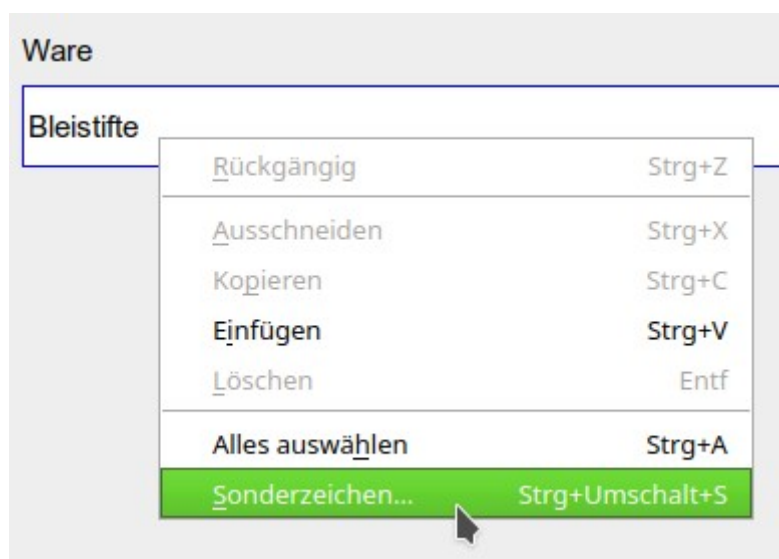 Ware
Bleistifte
Rückgängig Strg+Z
Ausschneiden Strg+X
Kopieren Strg+C
Einfügen Strg+V
Löschen Entf
Alles auswählen Strg+A
Sonderzeichen... Strg+Umschalt+S